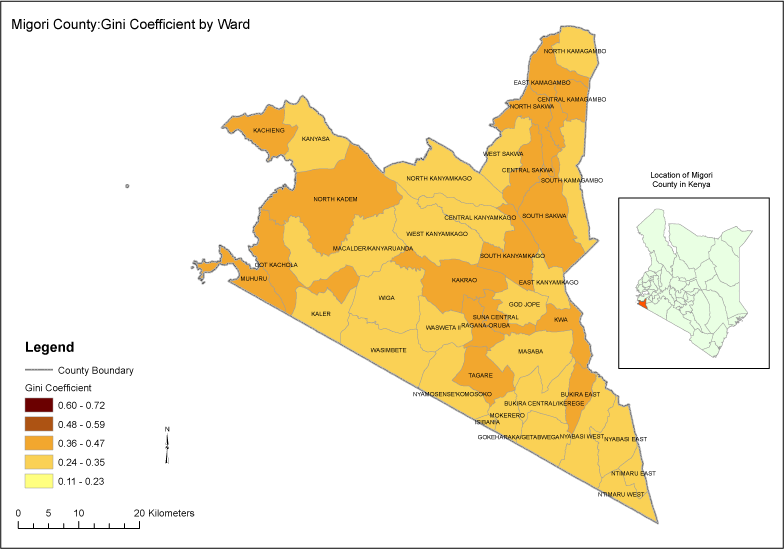 Migori County:Gini Coefficient by Ward
NORTH KAMAGAMBO
EAST KAMAGAMBO
CENTRAL KAMAGAMBO
NORTH SAKWA
KACHIENG
KANYASA
WEST SAKWA
CENTRAL SAKWA
SOUTH KAMAGAMBO
NORTH KANYAMKAGO
NORTH KADEM
CENTRAL KANYAMKAGO
SOUTH SAKWA
WEST KANYAMKAGO
MACALDER/KANYARUANDA
SOUTH KANYAMKAGO
GOT KACHOLA
MUHURU
KAKRAO
EAST KANYAMKAGO
WIGA
GOD JOPE
KALER
SUNA CENTRAL
KWA
WASWETA II
RAGANA-ORUBA
WASIMBETE
MASABA
TAGARE
NYAMOSENSE'KOMOSOKO
BUKIRA EAST
BUKIRA CENTRAL/IKEREGE
MOKERERO
ISIBANIA
GOKEHARAKA/GETABWEGA
NYABASI WEST
NYABASI EAST
NTIMARU EAST
NTIMARU WEST
Location of Migori
County in Kenya
Legend
County Boundary
Gini Coefficient
0.60 - 0.72
0.48 - 0.59
0.36 - 0.47
0.24 - 0.35
0.11 - 0.23
N
0 5 10 20 Kilometers